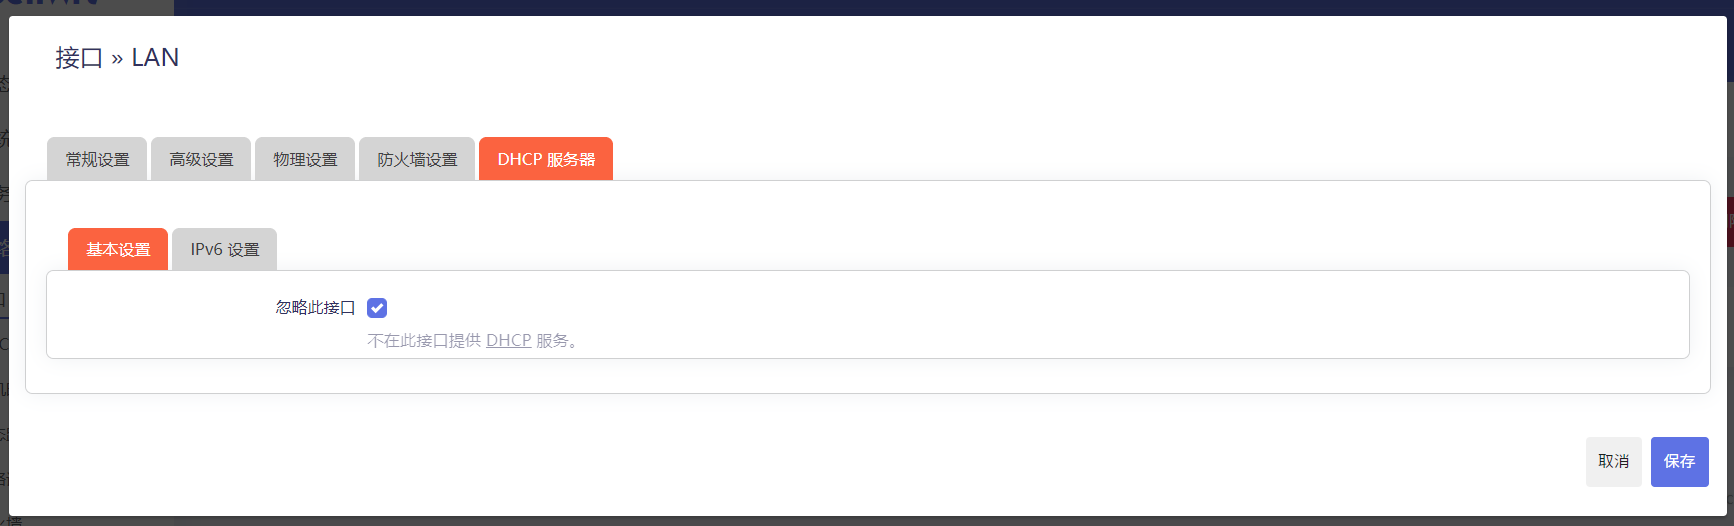 接口 » LAN
常规设置 高级设置 物理设置 防火墙设置 DHCP 服务器
基本设置 IPv6 设置
忽略此接口
不在此接口提供 DHCP 服务。
取消 保存